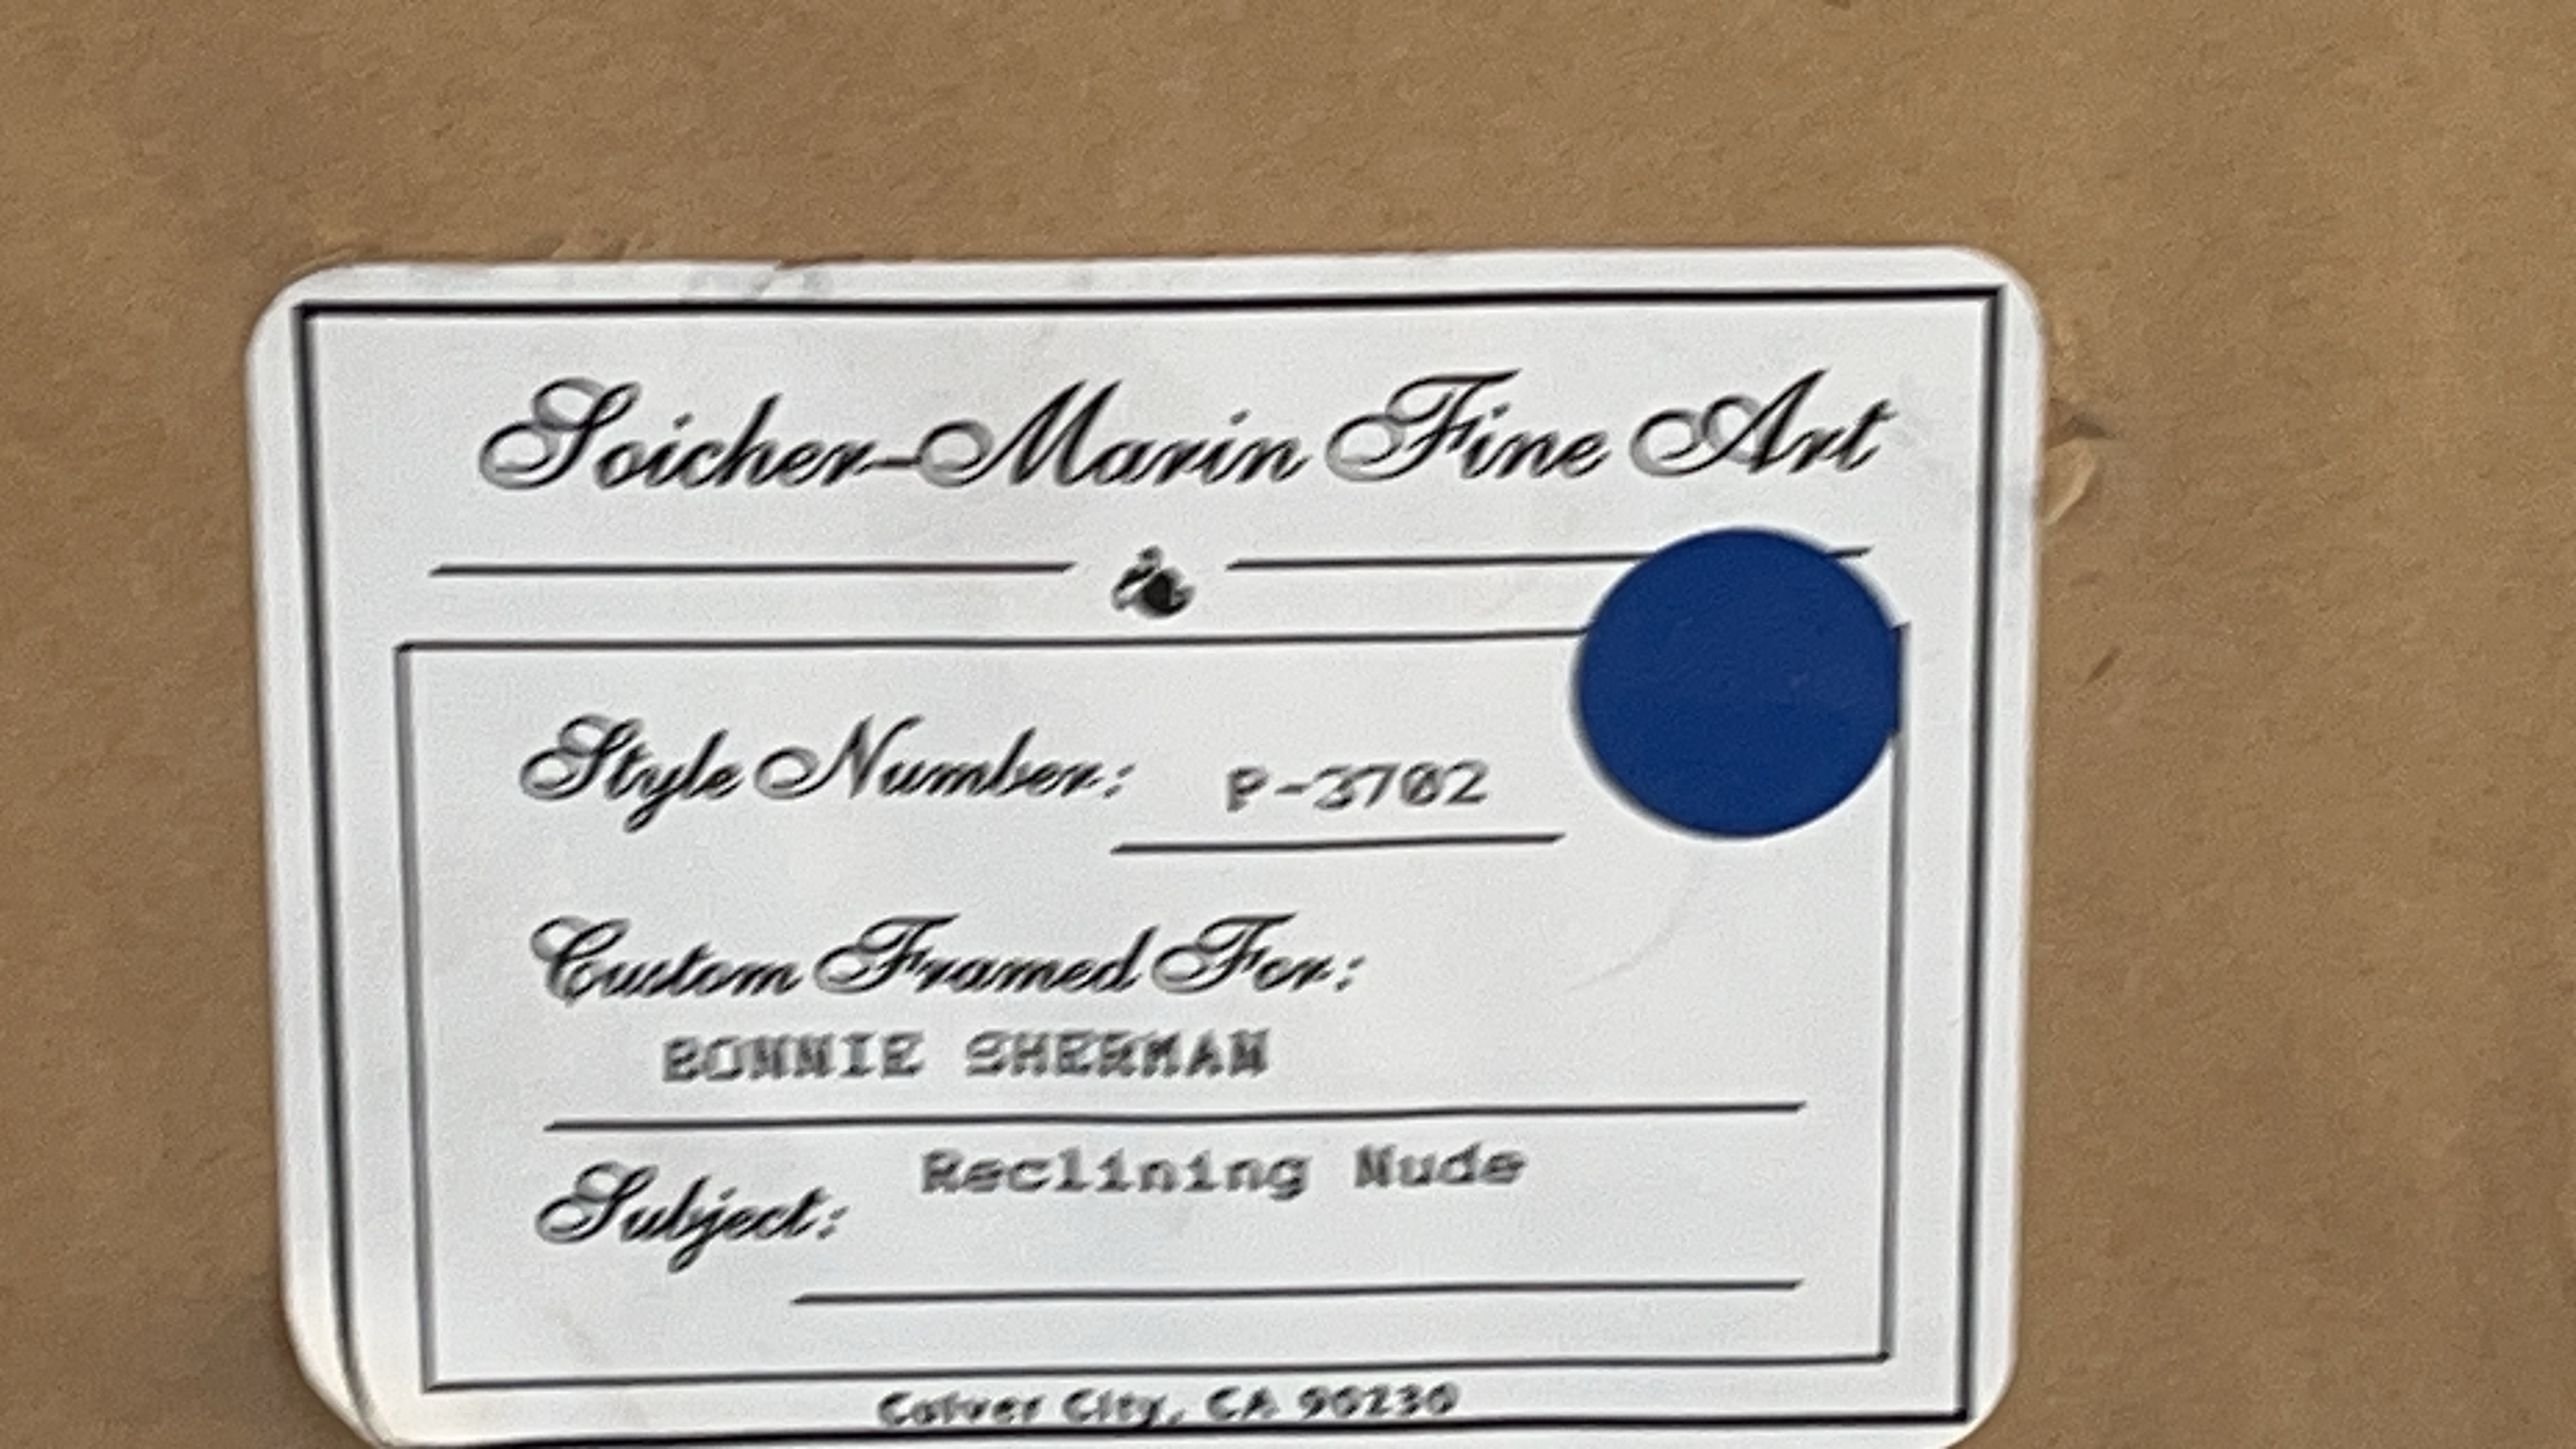 Soicher-Marin Fine Art
Style Number: P-3702
Custom Framed For:
BONNIE SHERMAN
Subject: Reclining Nude
Culver City, CA 90230